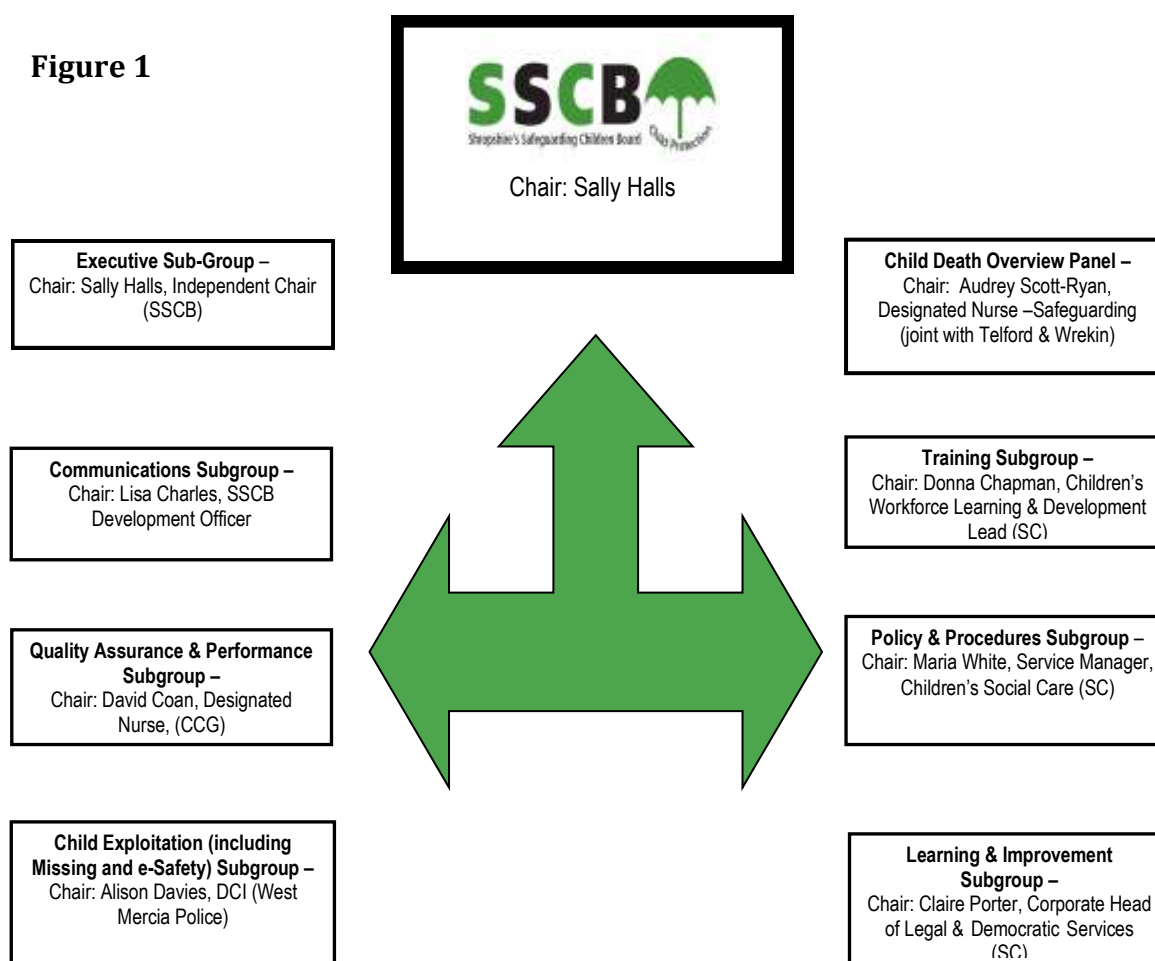 Figure 1
SSCB
Shropshire's Safeguarding Children Board
Child Protection
Chair: Sally Halls
Executive Sub-Group –
Chair: Sally Halls, Independent Chair
(SSCB)
Communications Subgroup –
Chair: Lisa Charles, SSCB
Development Officer
Quality Assurance & Performance
Subgroup –
Chair: David Coan, Designated
Nurse, (CCG)
Child Exploitation (including
Missing and e-Safety) Subgroup –
Chair: Alison Davies, DCI (West
Mercia Police)
Child Death Overview Panel –
Chair: Audrey Scott-Ryan,
Designated Nurse –Safeguarding
(joint with Telford & Wrekin)
Training Subgroup –
Chair: Donna Chapman, Children's
Workforce Learning & Development
Lead (SC)
Policy & Procedures Subgroup –
Chair: Maria White, Service Manager,
Children's Social Care (SC)
Learning & Improvement
Subgroup –
Chair: Claire Porter, Corporate Head
of Legal & Democratic Services
(SC)